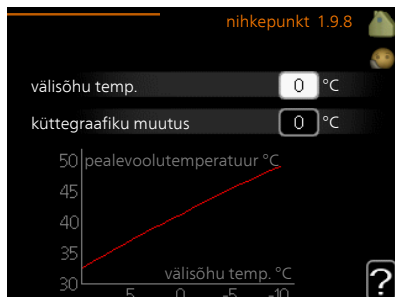 nihkepunkt 1.9.8
välisõhu temp. 0 °C
küttegraafiku muutus 0 °C
50 pealevoolutemperatuur °C
45
40
35
30 välisõhu temp. °C
5 0 -5 -10
?